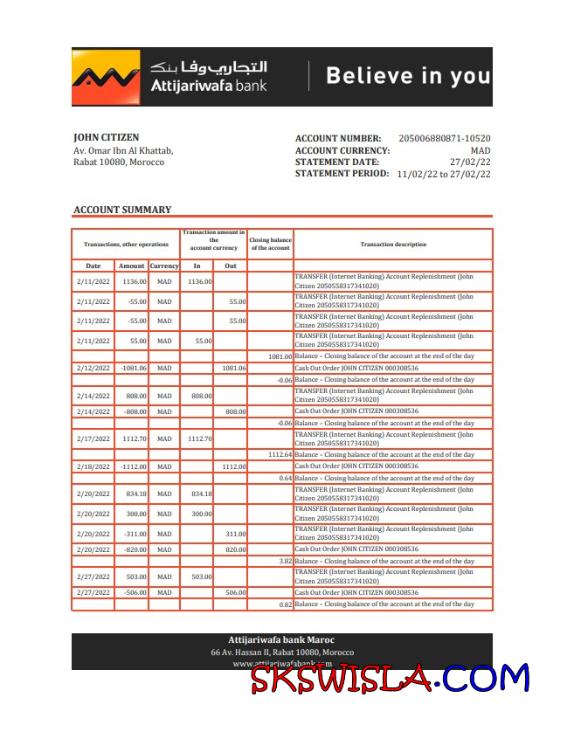 التجاري وفا بنك
Attijariwafa bank
Believe in you
JOHN CITIZEN
Av. Omar Ibn Al Khattab,
Rabat 10080, Morocco
ACCOUNT NUMBER: 205006880871-10520
ACCOUNT CURRENCY: MAD
STATEMENT DATE: 27/02/22
STATEMENT PERIOD: 11/02/22 to 27/02/22
ACCOUNT SUMMARY
Transactions, other operations
Transaction amount in
the
account currency
Closing balance
of the account
Transaction description
Date Amount Currency In Out
2/11/2022 1136.00 MAD 1136.00 TRANSFER (Internet Banking) Account Replenishment (John
Citizen 2050558317341020)
2/11/2022 -55.00 MAD 55.00 TRANSFER (Internet Banking) Account Replenishment (John
Citizen 2050558317341020)
2/11/2022 -55.00 MAD 55.00 TRANSFER (Internet Banking) Account Replenishment (John
Citizen 2050558317341020)
2/11/2022 55.00 MAD 55.00 TRANSFER (Internet Banking) Account Replenishment (John
Citizen 2050558317341020)
1081.00 Balance – Closing balance of the account at the end of the day
2/12/2022 -1081.06 MAD 1081.06 Cash Out Order JOHN CITIZEN 000308536
-0.06 Balance – Closing balance of the account at the end of the day
2/14/2022 808.00 MAD 808.00 TRANSFER (Internet Banking) Account Replenishment (John
Citizen 2050558317341020)
2/14/2022 -808.00 MAD 808.00 Cash Out Order JOHN CITIZEN 000308536
-0.06 Balance – Closing balance of the account at the end of the day
2/17/2022 1112.70 MAD 1112.70 TRANSFER (Internet Banking) Account Replenishment (John
Citizen 2050558317341020)
1112.64 Balance – Closing balance of the account at the end of the day
2/18/2022 -1112.00 MAD 1112.00 Cash Out Order JOHN CITIZEN 000308536
0.64 Balance – Closing balance of the account at the end of the day
2/20/2022 834.18 MAD 834.18 TRANSFER (Internet Banking) Account Replenishment (John
Citizen 2050558317341020)
2/20/2022 300.00 MAD 300.00 TRANSFER (Internet Banking) Account Replenishment (John
Citizen 2050558317341020)
2/20/2022 -311.00 MAD 311.00 TRANSFER (Internet Banking) Account Replenishment (John
Citizen 2050558317341020)
2/20/2022 -820.00 MAD 820.00 Cash Out Order JOHN CITIZEN 000308536
3.82 Balance – Closing balance of the account at the end of the day
2/27/2022 503.00 MAD 503.00 TRANSFER (Internet Banking) Account Replenishment (John
Citizen 2050558317341020)
2/27/2022 -506.00 MAD 506.00 Cash Out Order JOHN CITIZEN 000308536
0.82 Balance – Closing balance of the account at the end of the day
Attijariwafa bank Maroc
66 Av. Hassan II, Rabat 10080, Morocco
www.attijariwafabank.com
SKSWISLA.COM